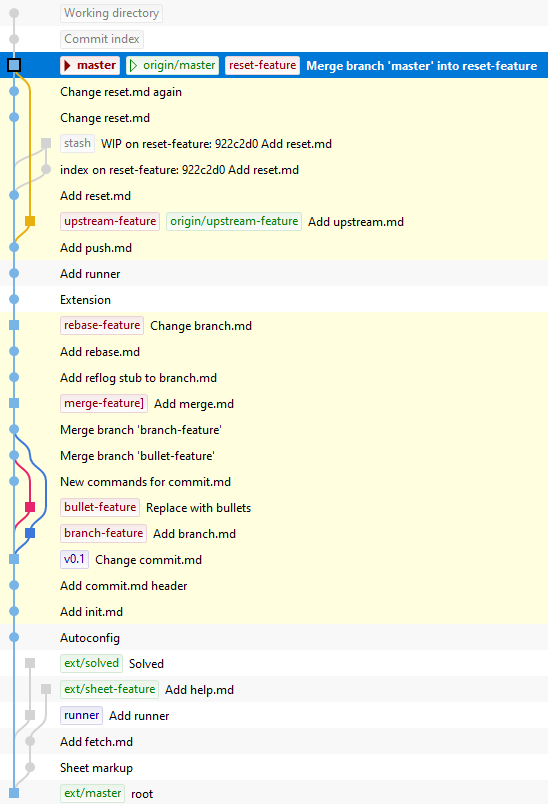 Working directory
Commit index
master origin/master reset-feature Merge branch 'master' into reset-feature
Change reset.md again
Change reset.md
stash WIP on reset-feature: 922c2d0 Add reset.md
index on reset-feature: 922c2d0 Add reset.md
Add reset.md
upstream-feature origin/upstream-feature Add upstream.md
Add push.md
Add runner
Extension
rebase-feature Change branch.md
Add rebase.md
Add reflog stub to branch.md
merge-feature] Add merge.md
Merge branch 'branch-feature'
Merge branch 'bullet-feature'
New commands for commit.md
bullet-feature Replace with bullets
branch-feature Add branch.md
v0.1 Change commit.md
Add commit.md header
Add init.md
Autoconfig
ext/solved Solved
ext/sheet-feature Add help.md
runner Add runner
Add fetch.md
Sheet markup
ext/master root